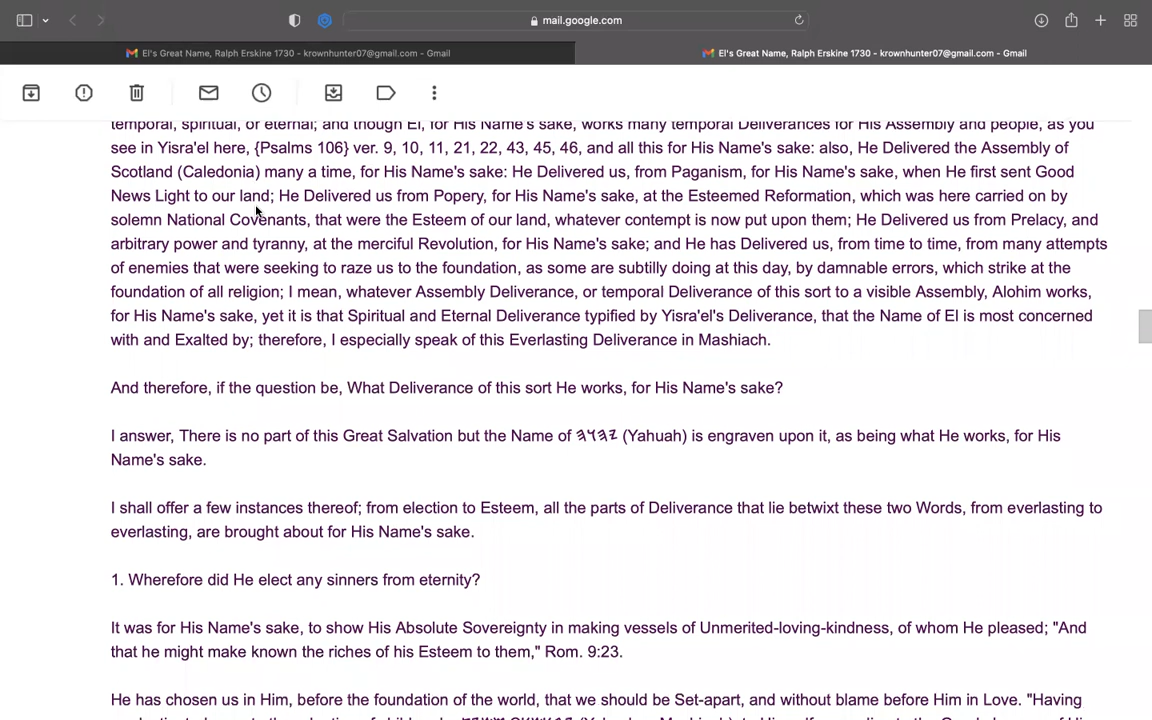 mail.google.com
El's Great Name, Ralph Erskine 1730 - krownhunter07@gmail.com - Gmail
El's Great Name, Ralph Erskine 1730 - krownhunter07@gmail.com - Gmail
temporal, spiritual, or eternal; and though El, for His Name's sake, works many temporal Deliverances for His Assembly and people, as you
see in Yisra'el here, {Psalms 106} ver. 9, 10, 11, 21, 22, 43, 45, 46, and all this for His Name's sake: also, He Delivered the Assembly of
Scotland (Caledonia) many a time, for His Name's sake: He Delivered us, from Paganism, for His Name's sake, when He first sent Good
News Light to our land; He Delivered us from Popery, for His Name's sake, at the Esteemed Reformation, which was here carried on by
solemn National Covenants, that were the Esteem of our land, whatever contempt is now put upon them; He Delivered us from Prelacy, and
arbitrary power and tyranny, at the merciful Revolution, for His Name's sake; and He has Delivered us, from time to time, from many attempts
of enemies that were seeking to raze us to the foundation, as some are subtilly doing at this day, by damnable errors, which strike at the
foundation of all religion; I mean, whatever Assembly Deliverance, or temporal Deliverance of this sort to a visible Assembly, Alohim works,
for His Name's sake, yet it is that Spiritual and Eternal Deliverance typified by Yisra'el's Deliverance, that the Name of El is most concerned
with and Exalted by; therefore, I especially speak of this Everlasting Deliverance in Mashiach.
And therefore, if the question be, What Deliverance of this sort He works, for His Name's sake?
I answer, There is no part of this Great Salvation but the Name of 𐤉𐤄𐤅𐤄 (Yahuah) is engraven upon it, as being what He works, for His
Name's sake.
I shall offer a few instances thereof; from election to Esteem, all the parts of Deliverance that lie betwixt these two Words, from everlasting to
everlasting, are brought about for His Name's sake.
1. Wherefore did He elect any sinners from eternity?
It was for His Name's sake, to show His Absolute Sovereignty in making vessels of Unmerited-loving-kindness, of whom He pleased; "And
that he might make known the riches of his Esteem to them," Rom. 9:23.
He has chosen us in Him, before the foundation of the world, that we should be Set-apart, and without blame before Him in Love. "Having